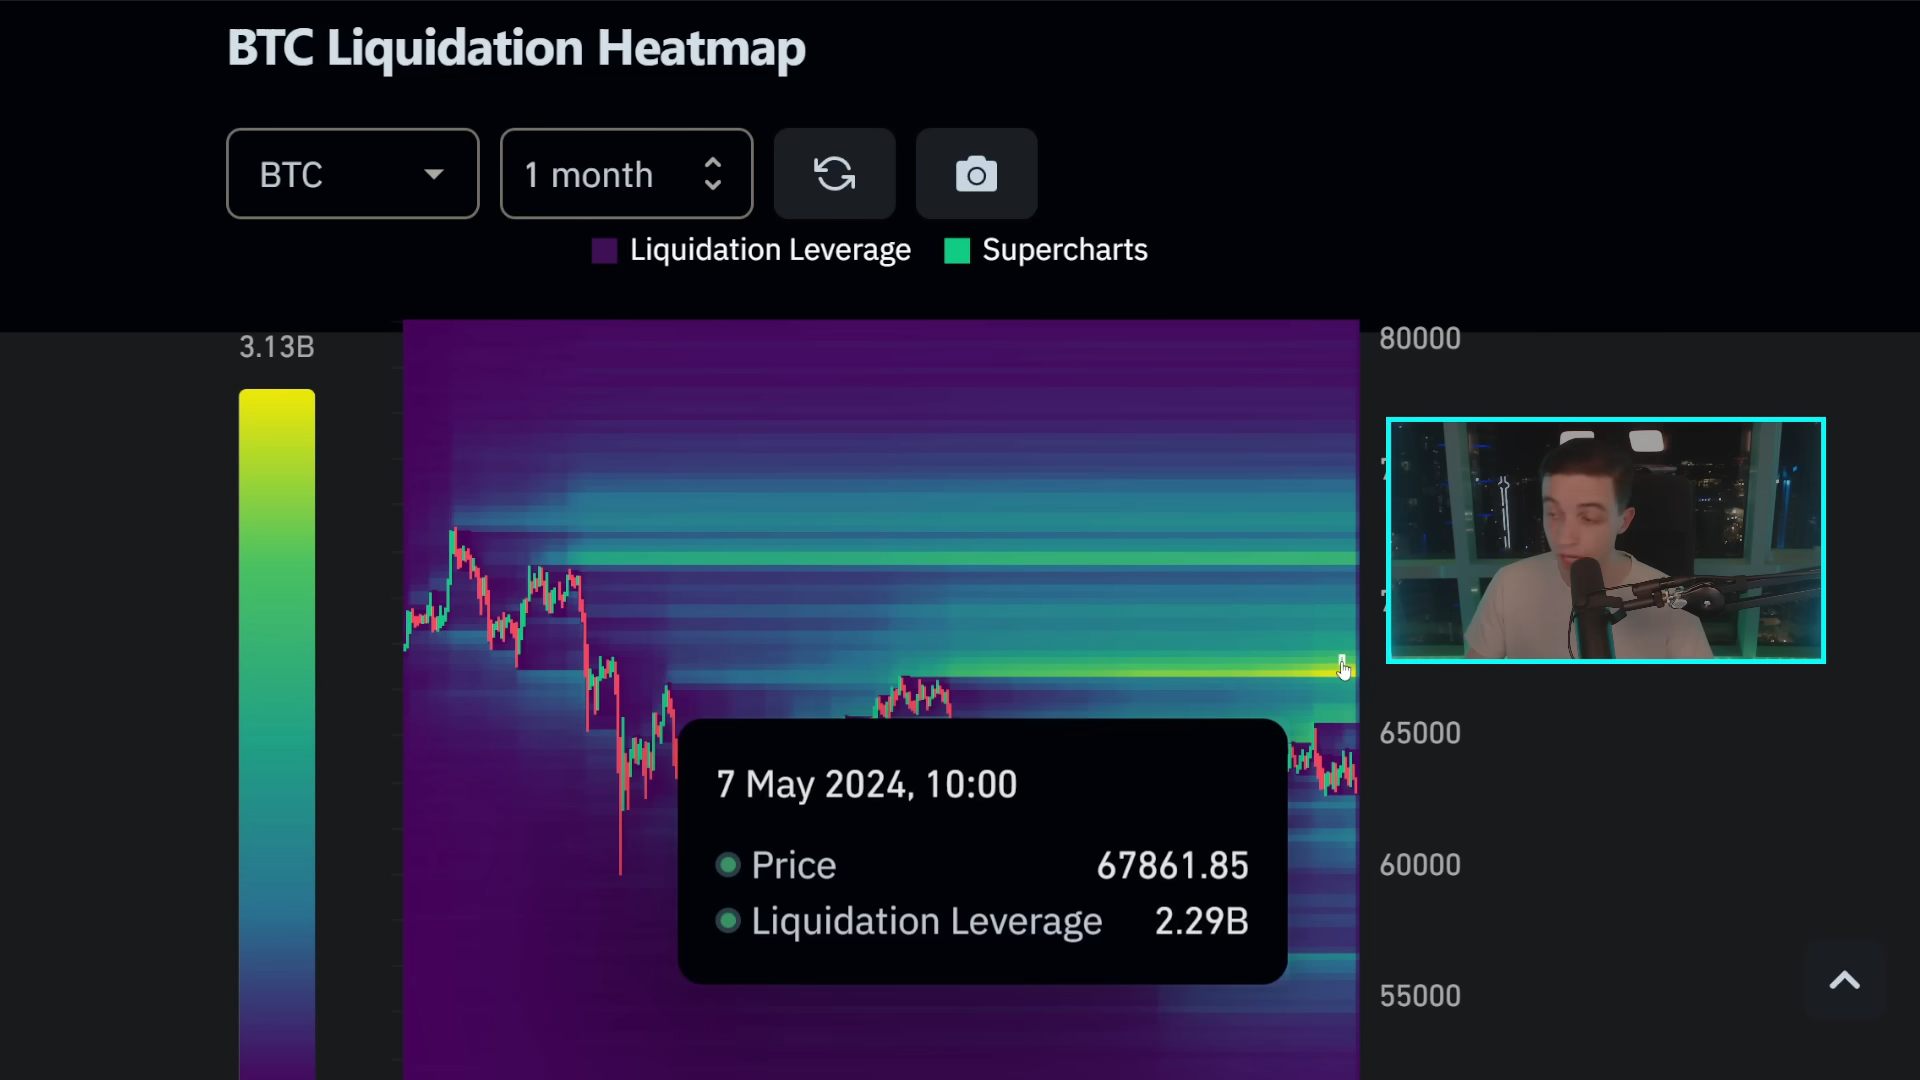 BTC Liquidation Heatmap
BTC
1 month
Liquidation Leverage
Supercharts
3.13B
80000
65000
60000
55000
7 May 2024, 10:00
Price 67861.85
Liquidation Leverage 2.29B